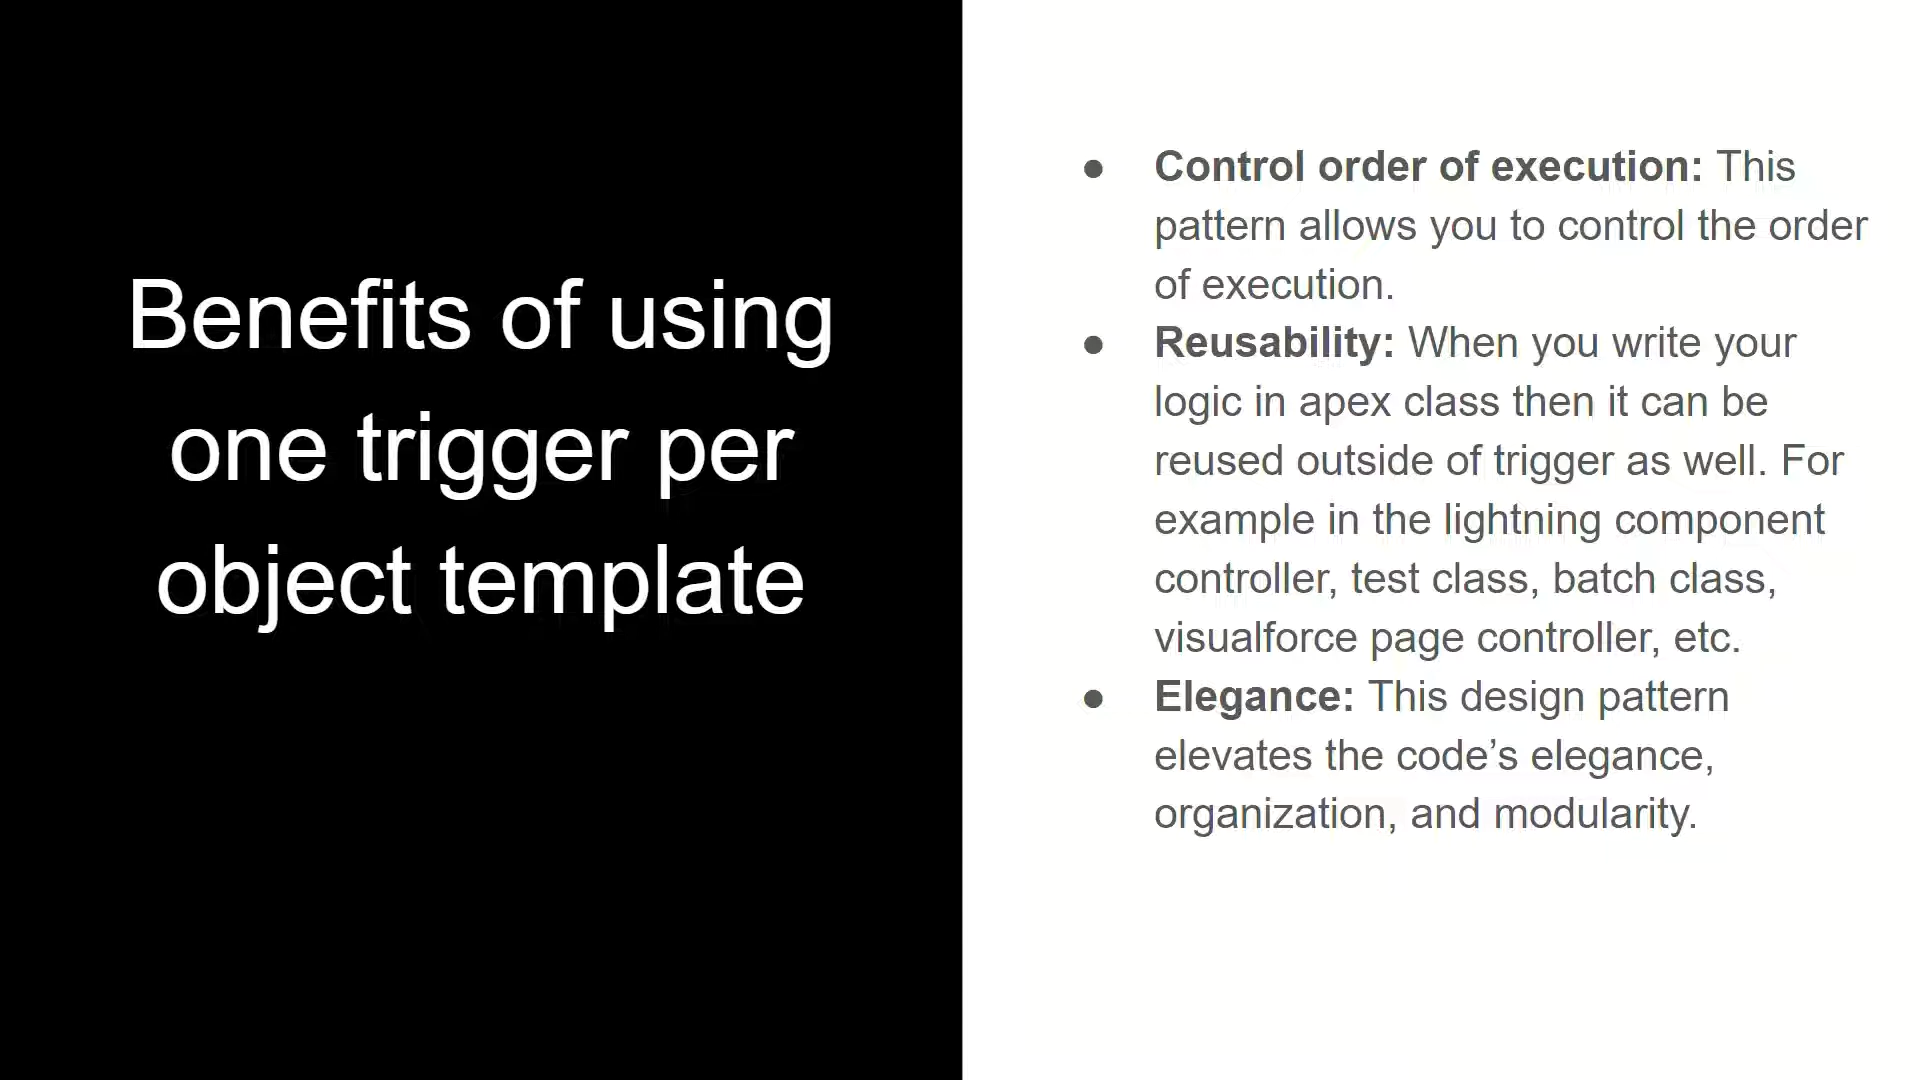 Benefits of using
one trigger per
object template
● Control order of execution: This
pattern allows you to control the order
of execution.
● Reusability: When you write your
logic in apex class then it can be
reused outside of trigger as well. For
example in the lightning component
controller, test class, batch class,
visualforce page controller, etc.
● Elegance: This design pattern
elevates the code’s elegance,
organization, and modularity.